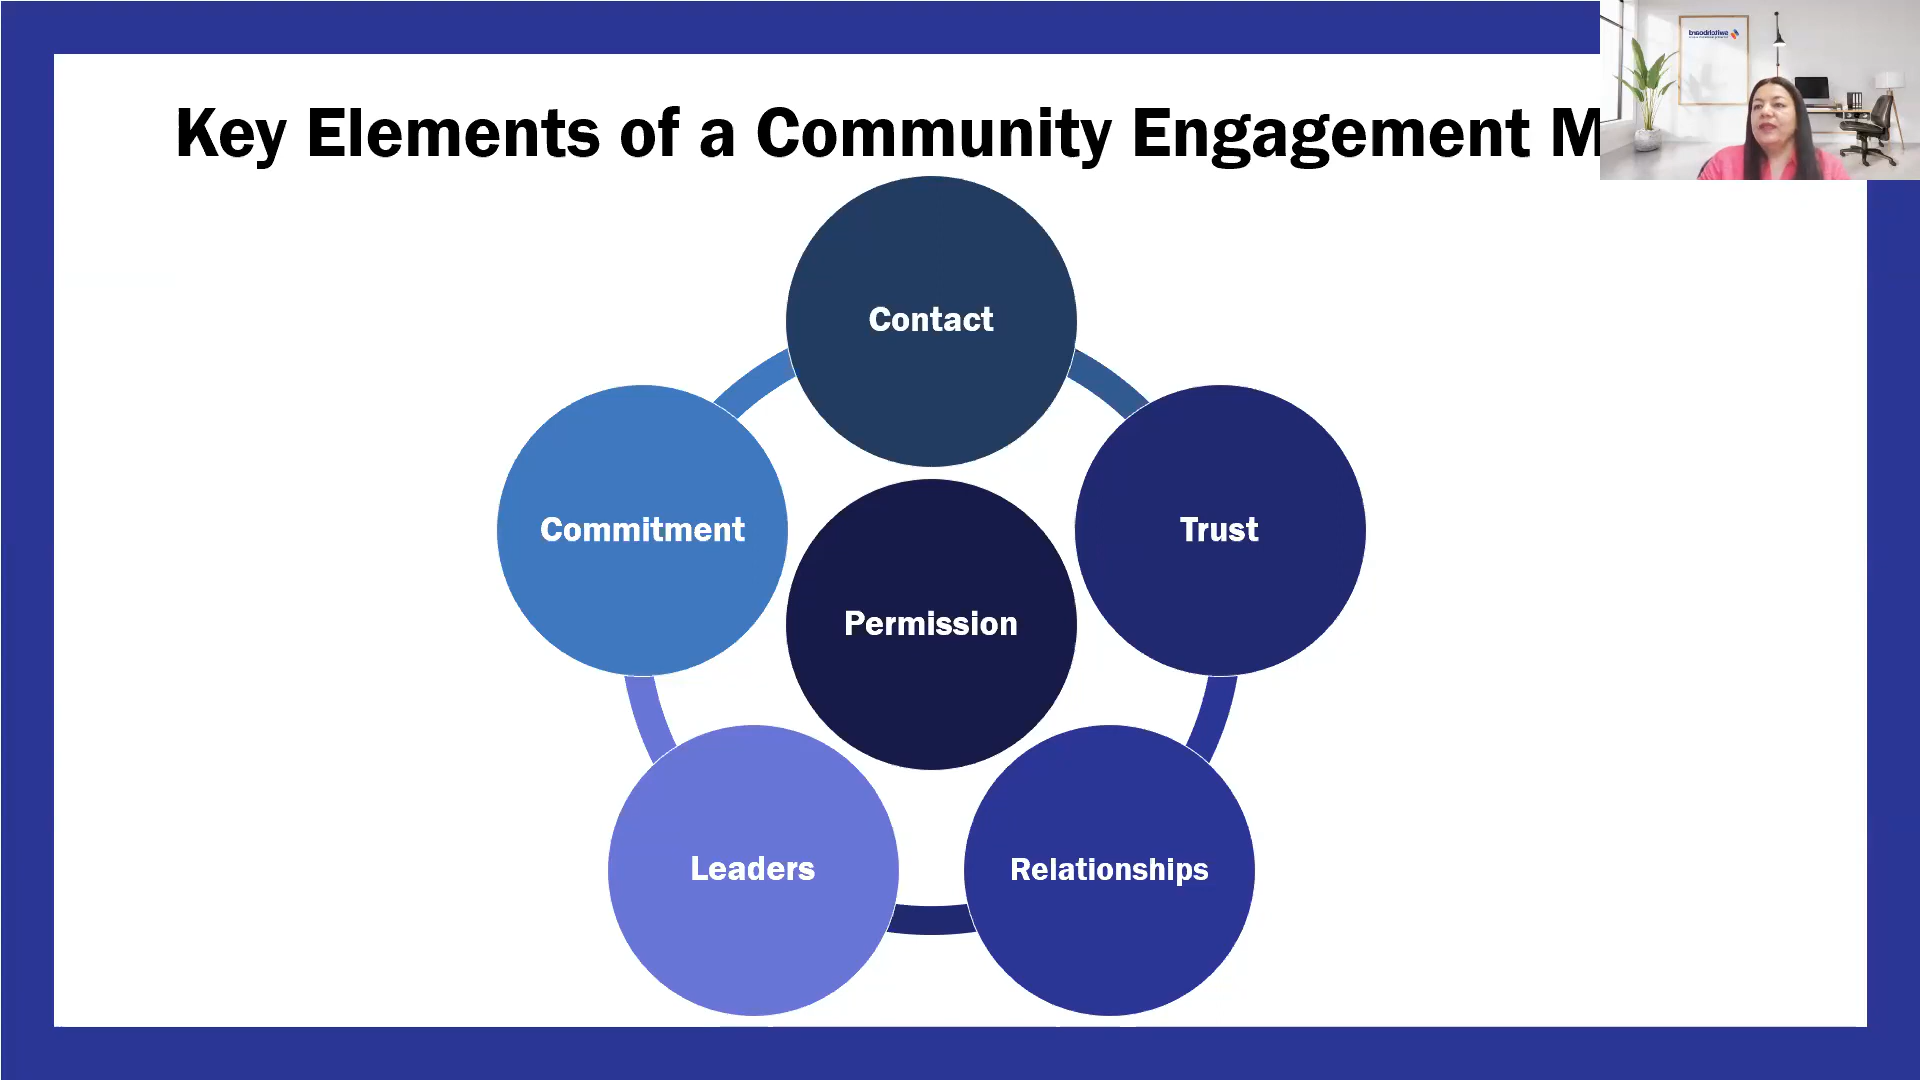 Key Elements of a Community Engagement M
Contact
Commitment
Trust
Permission
Leaders
Relationships